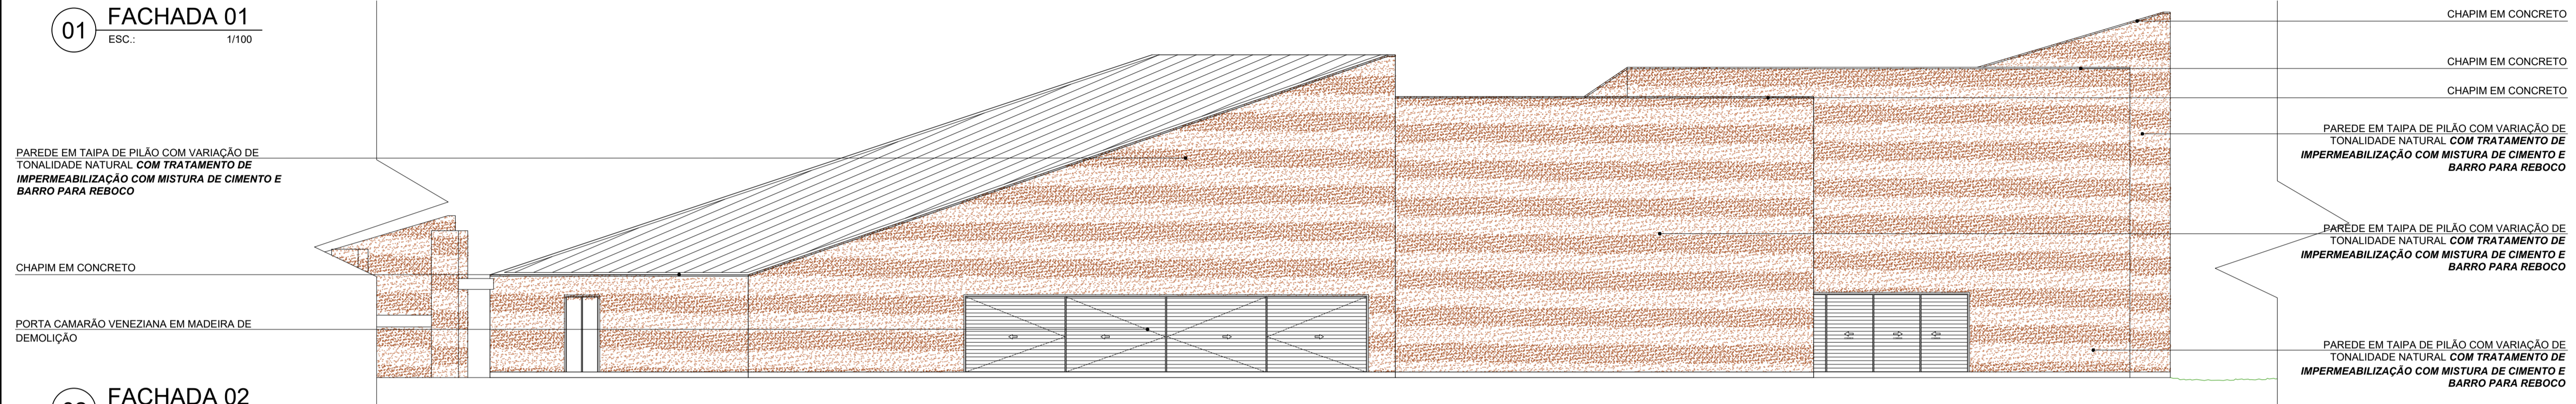 01
FACHADA 01
ESC.: 1/100
PAREDE EM TAIPA DE PILÃO COM VARIAÇÃO DE
TONALIDADE NATURAL COM TRATAMENTO DE
IMPERMEABILIZAÇÃO COM MISTURA DE CIMENTO E
BARRO PARA REBOCO
CHAPIM EM CONCRETO
PORTA CAMARÃO VENEZIANA EM MADEIRA DE
DEMOLIÇÃO
CHAPIM EM CONCRETO
CHAPIM EM CONCRETO
CHAPIM EM CONCRETO
PAREDE EM TAIPA DE PILÃO COM VARIAÇÃO DE
TONALIDADE NATURAL COM TRATAMENTO DE
IMPERMEABILIZAÇÃO COM MISTURA DE CIMENTO E
BARRO PARA REBOCO
PAREDE EM TAIPA DE PILÃO COM VARIAÇÃO DE
TONALIDADE NATURAL COM TRATAMENTO DE
IMPERMEABILIZAÇÃO COM MISTURA DE CIMENTO E
BARRO PARA REBOCO
PAREDE EM TAIPA DE PILÃO COM VARIAÇÃO DE
TONALIDADE NATURAL COM TRATAMENTO DE
IMPERMEABILIZAÇÃO COM MISTURA DE CIMENTO E
BARRO PARA REBOCO
FACHADA 02